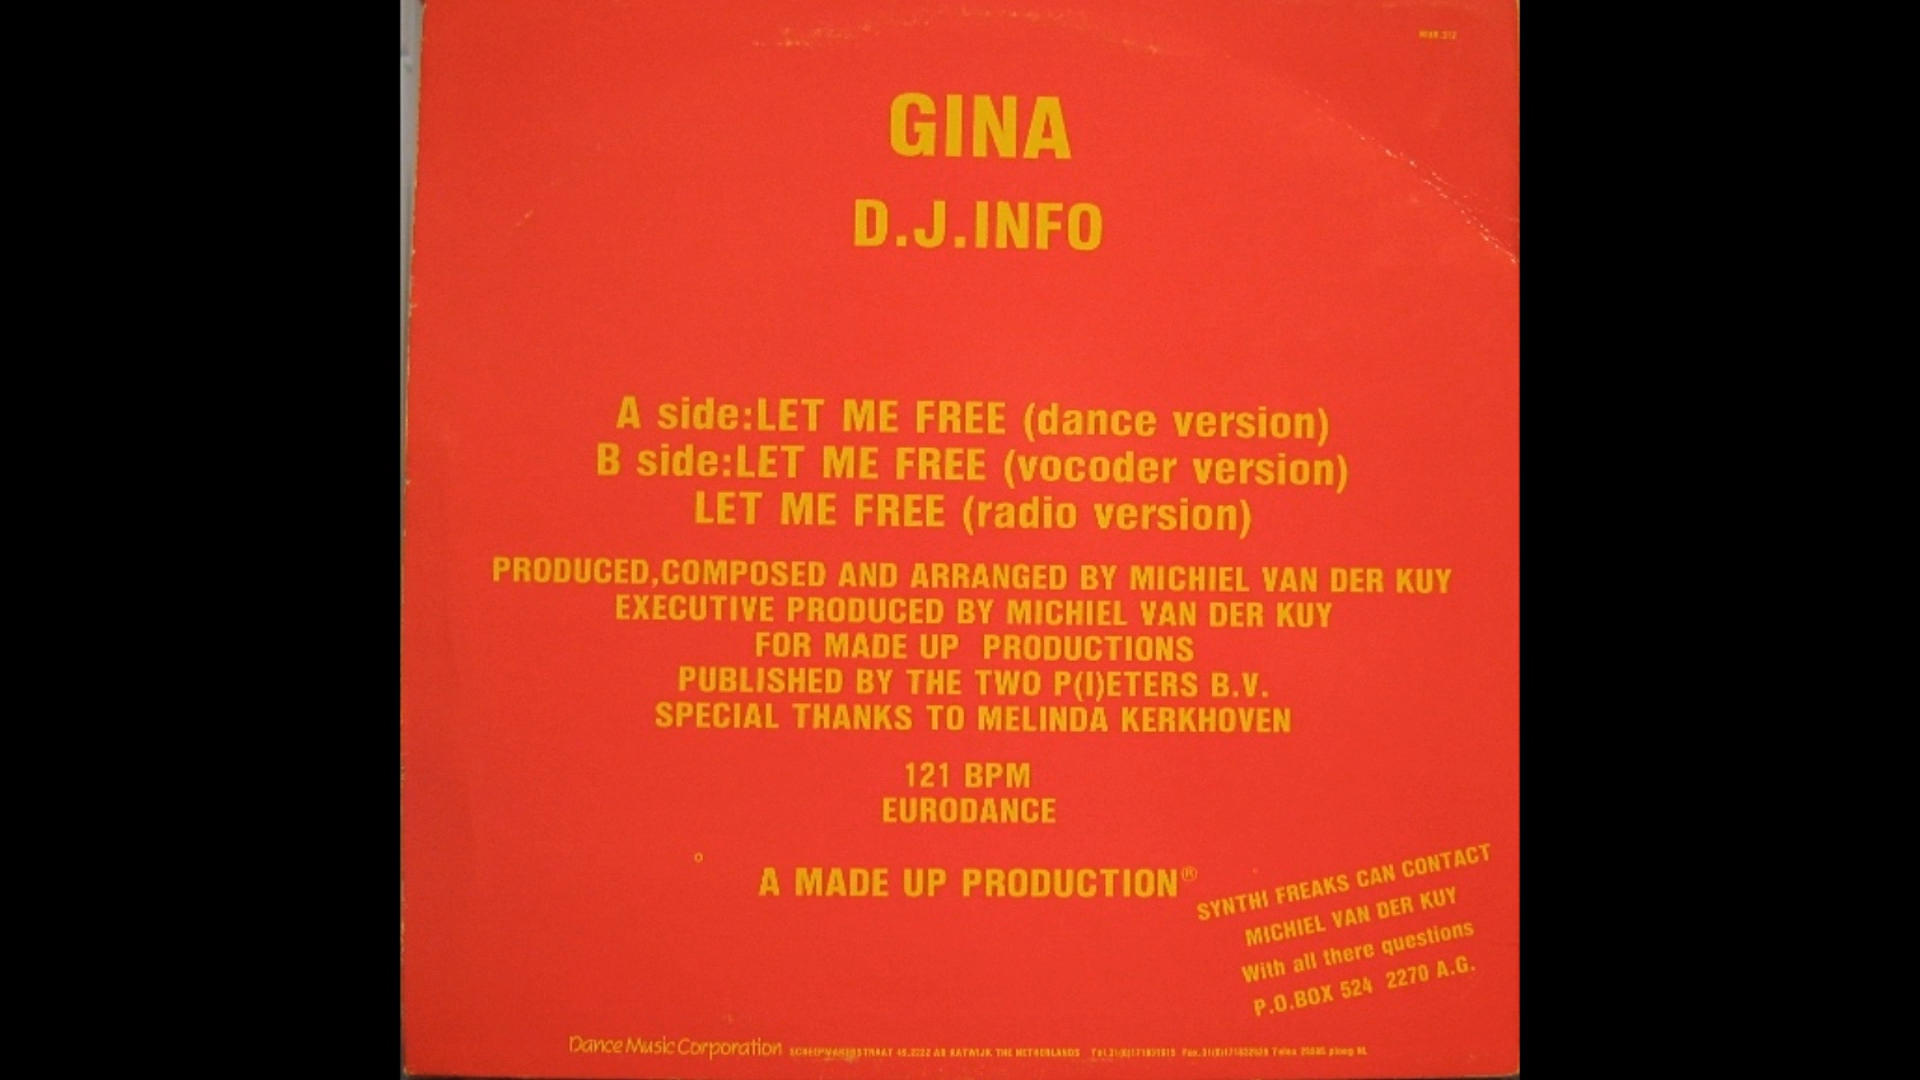 GINA
D.J.INFO
A side:LET ME FREE (dance version)
B side:LET ME FREE (vocoder version)
LET ME FREE (radio version)
PRODUCED,COMPOSED AND ARRANGED BY MICHIEL VAN DER KUY
EXECUTIVE PRODUCED BY MICHIEL VAN DER KUY
FOR MADE UP PRODUCTIONS
PUBLISHED BY THE TWO P(I)ETERS B.V.
SPECIAL THANKS TO MELINDA KERKHOVEN
121 BPM
EURODANCE
A MADE UP PRODUCTION®
SYNTHI FREAKS CAN CONTACT
MICHIEL VAN DER KUY
With all there questions
P.O.BOX 524 2270 A.G.
Dance Music Corporation KATWIJK THE NETHERLANDS